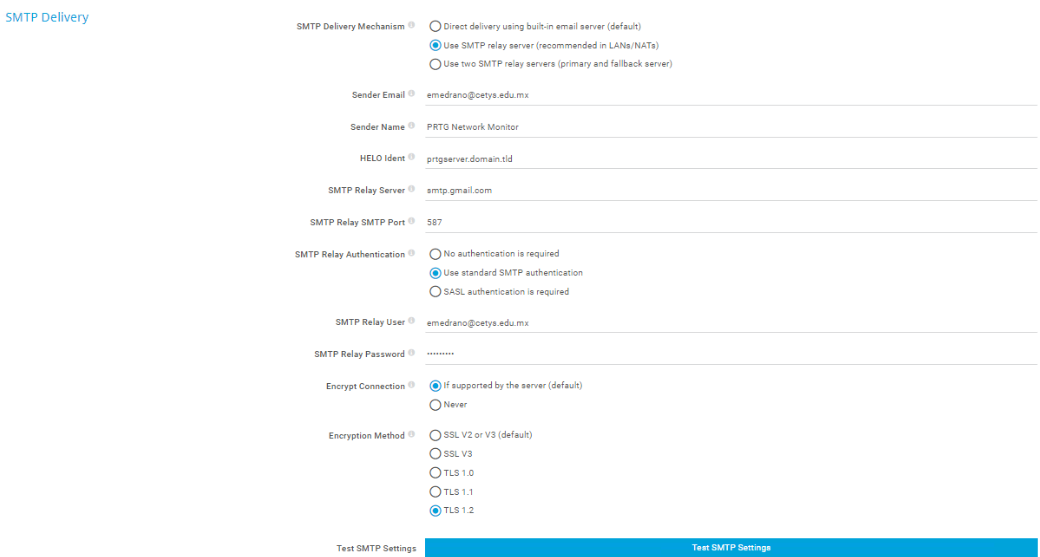 SMTP Delivery
SMTP Delivery Mechanism
Direct delivery using built-in email server (default)
Use SMTP relay server (recommended in LANs/NATs)
Use two SMTP relay servers (primary and fallback server)
Sender Email emedrano@cetys.edu.mx
Sender Name PRTG Network Monitor
HELO Ident prtgserver.domain.tld
SMTP Relay Server smtp.gmail.com
SMTP Relay SMTP Port 587
SMTP Relay Authentication
No authentication is required
Use standard SMTP authentication
SASL authentication is required
SMTP Relay User emedrano@cetys.edu.mx
SMTP Relay Password •••••••••
Encrypt Connection
If supported by the server (default)
Never
Encryption Method
SSL V2 or V3 (default)
SSL V3
TLS 1.0
TLS 1.1
TLS 1.2
Test SMTP Settings Test SMTP Settings